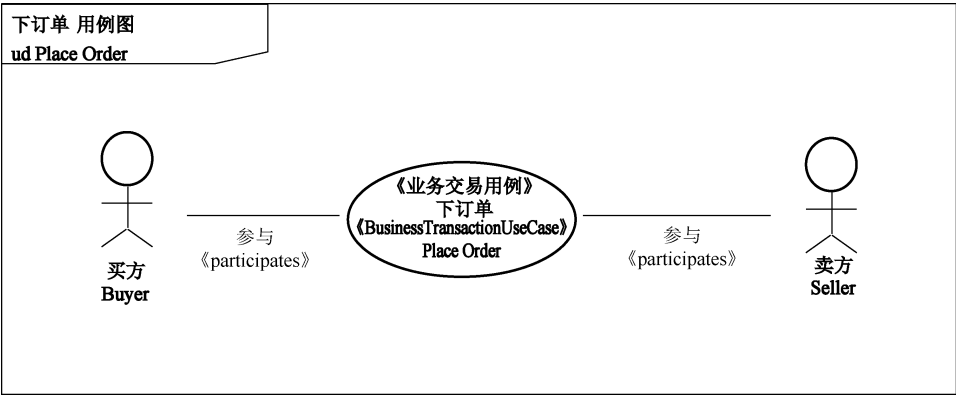 下订单 用例图
ud Place Order
《业务交易用例》
下订单
《BusinessTransactionUseCase》
Place Order
参与
《participates》
参与
《participates》
买方
Buyer
卖方
Seller